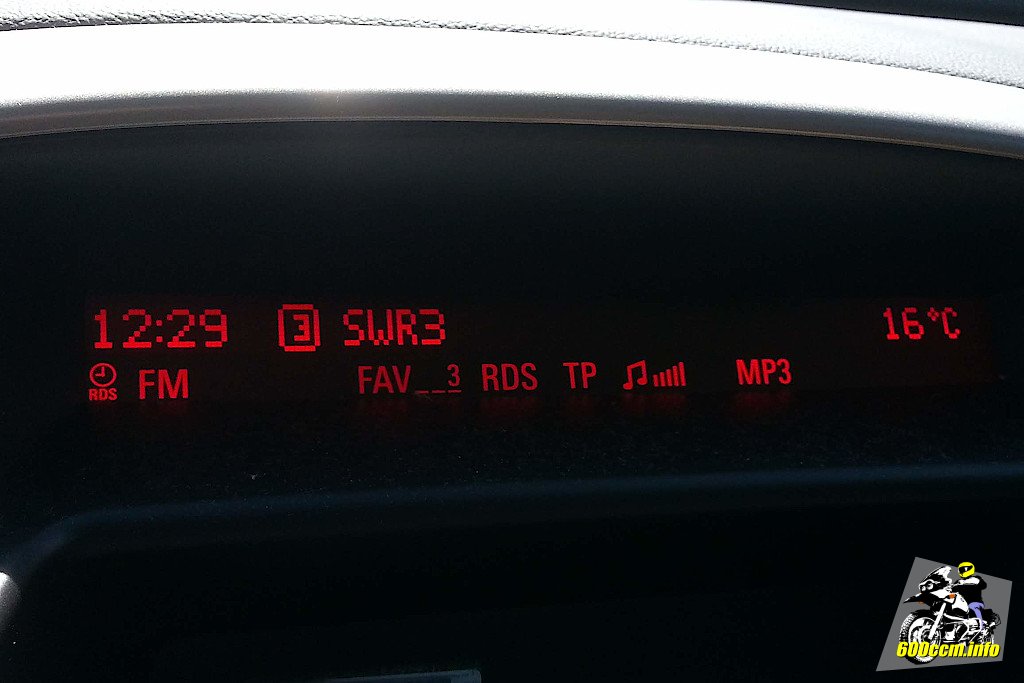 12:29 3 SWR3 16°C
RDS FM FAV__3 RDS TP MP3
600ccm.info